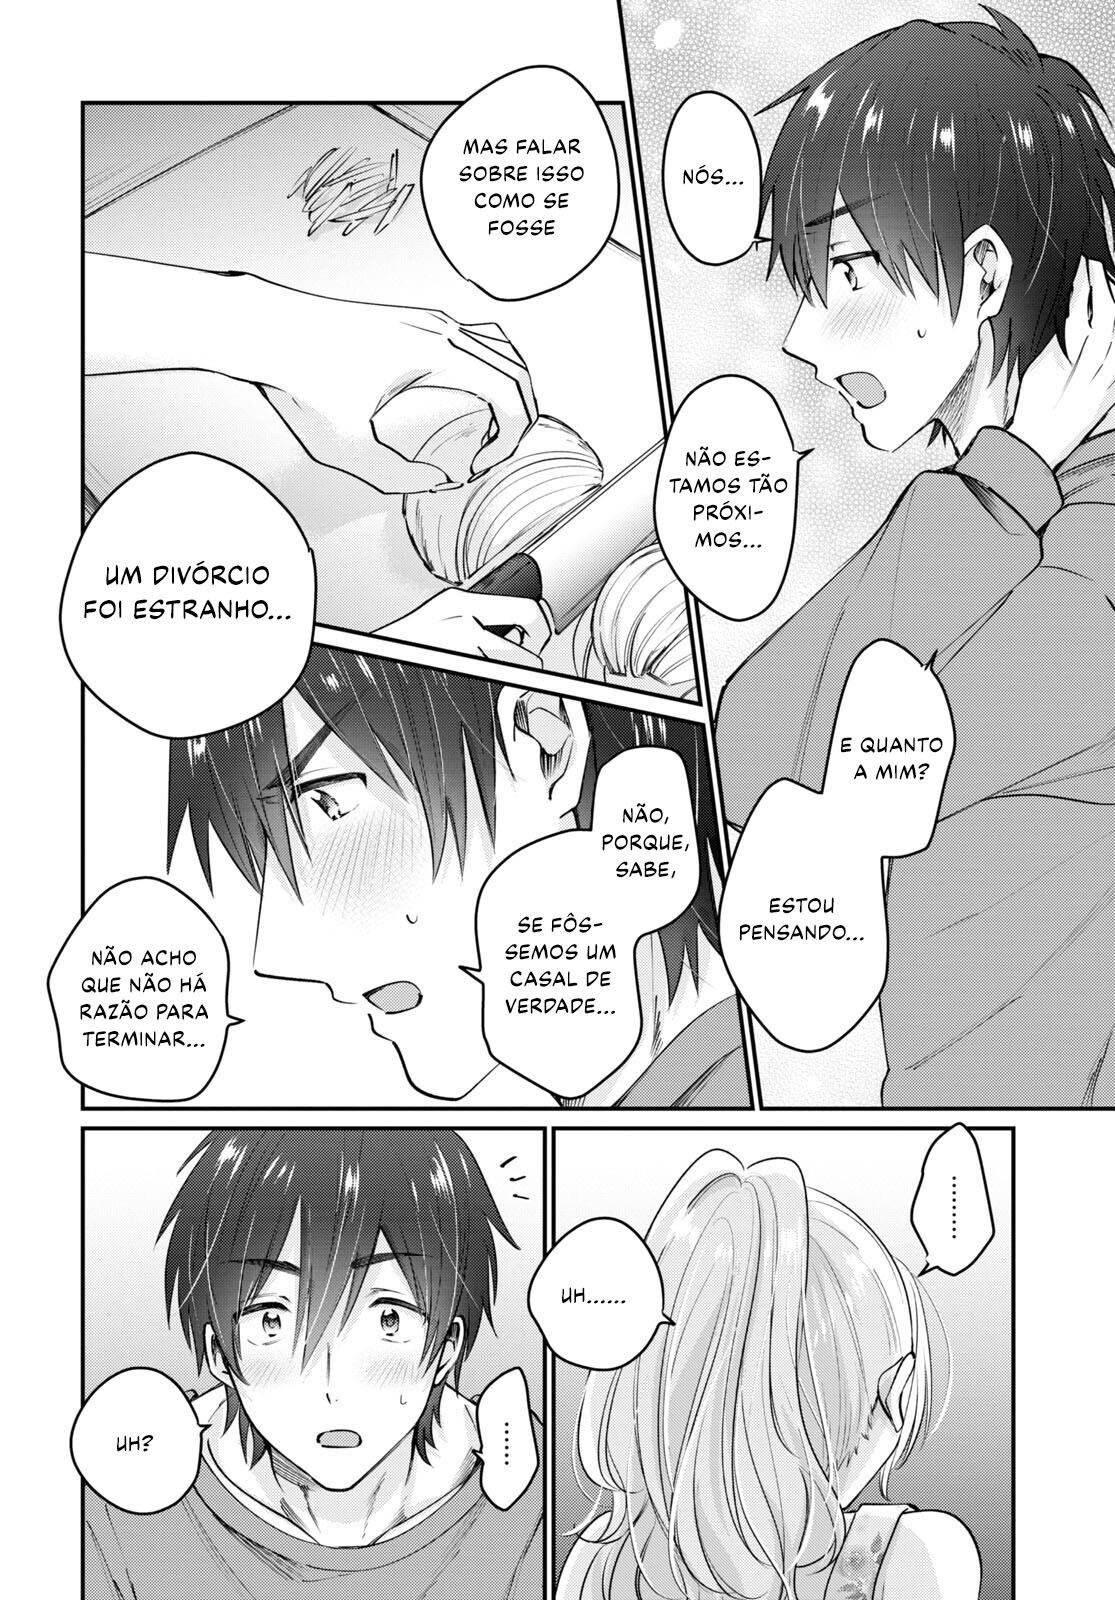 NÓS...
NÃO ES-
TAMOS TÃO
PRÓXI-
MOS...
E QUANTO
A MIM?
ESTOU
PENSANDO...
MAS FALAR
SOBRE ISSO
COMO SE
FOSSE
UM DIVÓRCIO
FOI ESTRANHO...
NÃO,
PORQUE,
SABE,
SE FÔS-
SEMOS UM
CASAL DE
VERDADE...
NÃO ACHO
QUE NÃO HÁ
RAZÃO PARA
TERMINAR...
.........
UH......
......
UH?